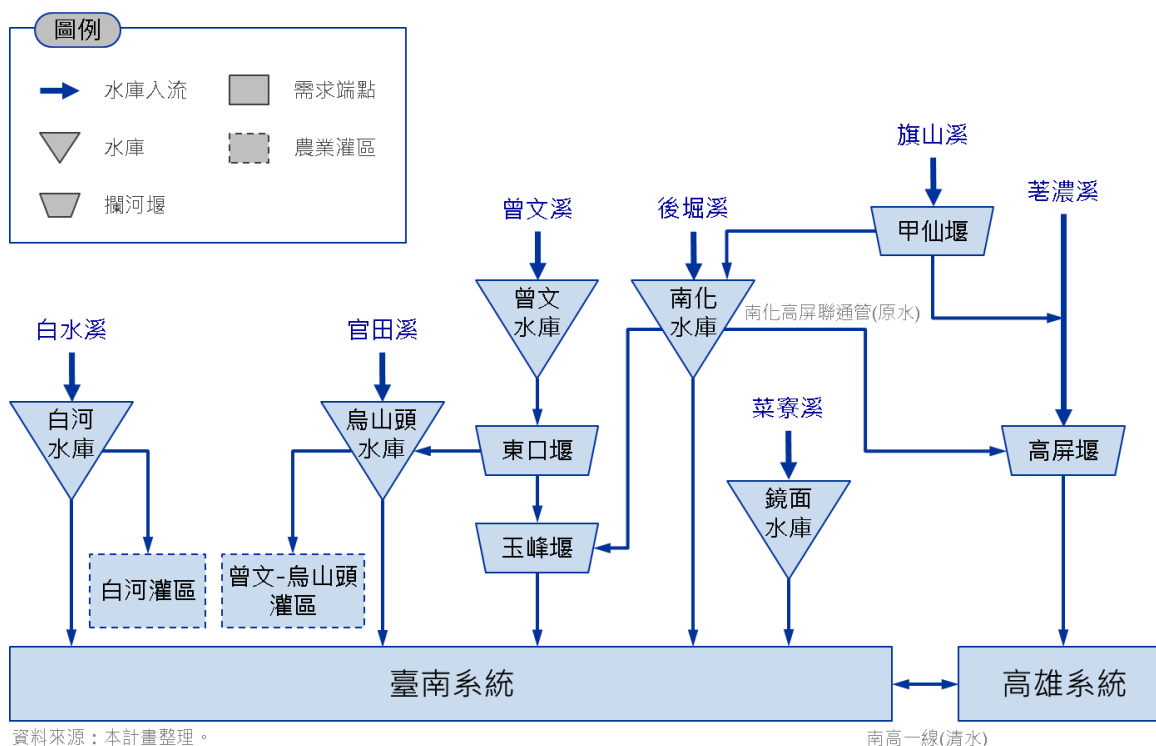 圖例
水庫入流
需求端點
水庫
農業灌區
攔河堰
旗山溪
荖濃溪
曾文溪
後堀溪
甲仙堰
曾文
水庫
南化
水庫
南化高屏聯通管(原水)
白水溪
官田溪
菜寮溪
白河
水庫
烏山頭
水庫
東口堰
高屏堰
鏡面
水庫
玉峰堰
白河灌區
曾文-烏山頭
灌區
臺南系統
高雄系統
資料來源：本計畫整理。
南高一線(清水)